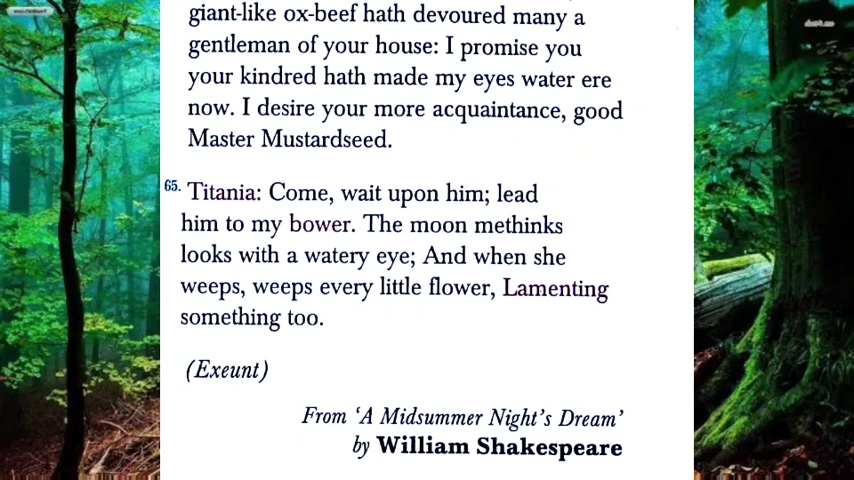 giant-like ox-beef hath devoured many a
gentleman of your house: I promise you
your kindred hath made my eyes water ere
now. I desire your more acquaintance, good
Master Mustardseed.
65. Titania: Come, wait upon him; lead
him to my bower. The moon methinks
looks with a watery eye; And when she
weeps, weeps every little flower, Lamenting
something too.
(Exeunt)
From ‘A Midsummer Night’s Dream’
by William Shakespeare